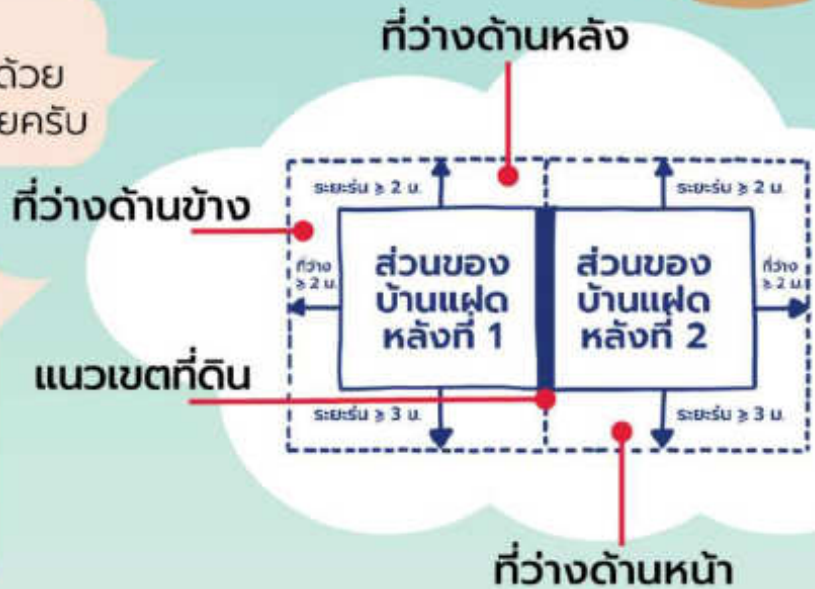 ที่ว่างด้านหลัง
ด้วย
ยครับ
ระยะร่น ≥ 2 ม.
ระยะร่น ≥ 2 ม.
ที่ว่างด้านข้าง
ที่ว่าง
≥ 2 ม.
ส่วนของ
บ้านแฝด
หลังที่ 1
ส่วนของ
บ้านแฝด
หลังที่ 2
ที่ว่าง
≥ 2 ม.
แนวเขตที่ดิน
ระยะร่น ≥ 3 ม.
ระยะร่น ≥ 3 ม.
ที่ว่างด้านหน้า